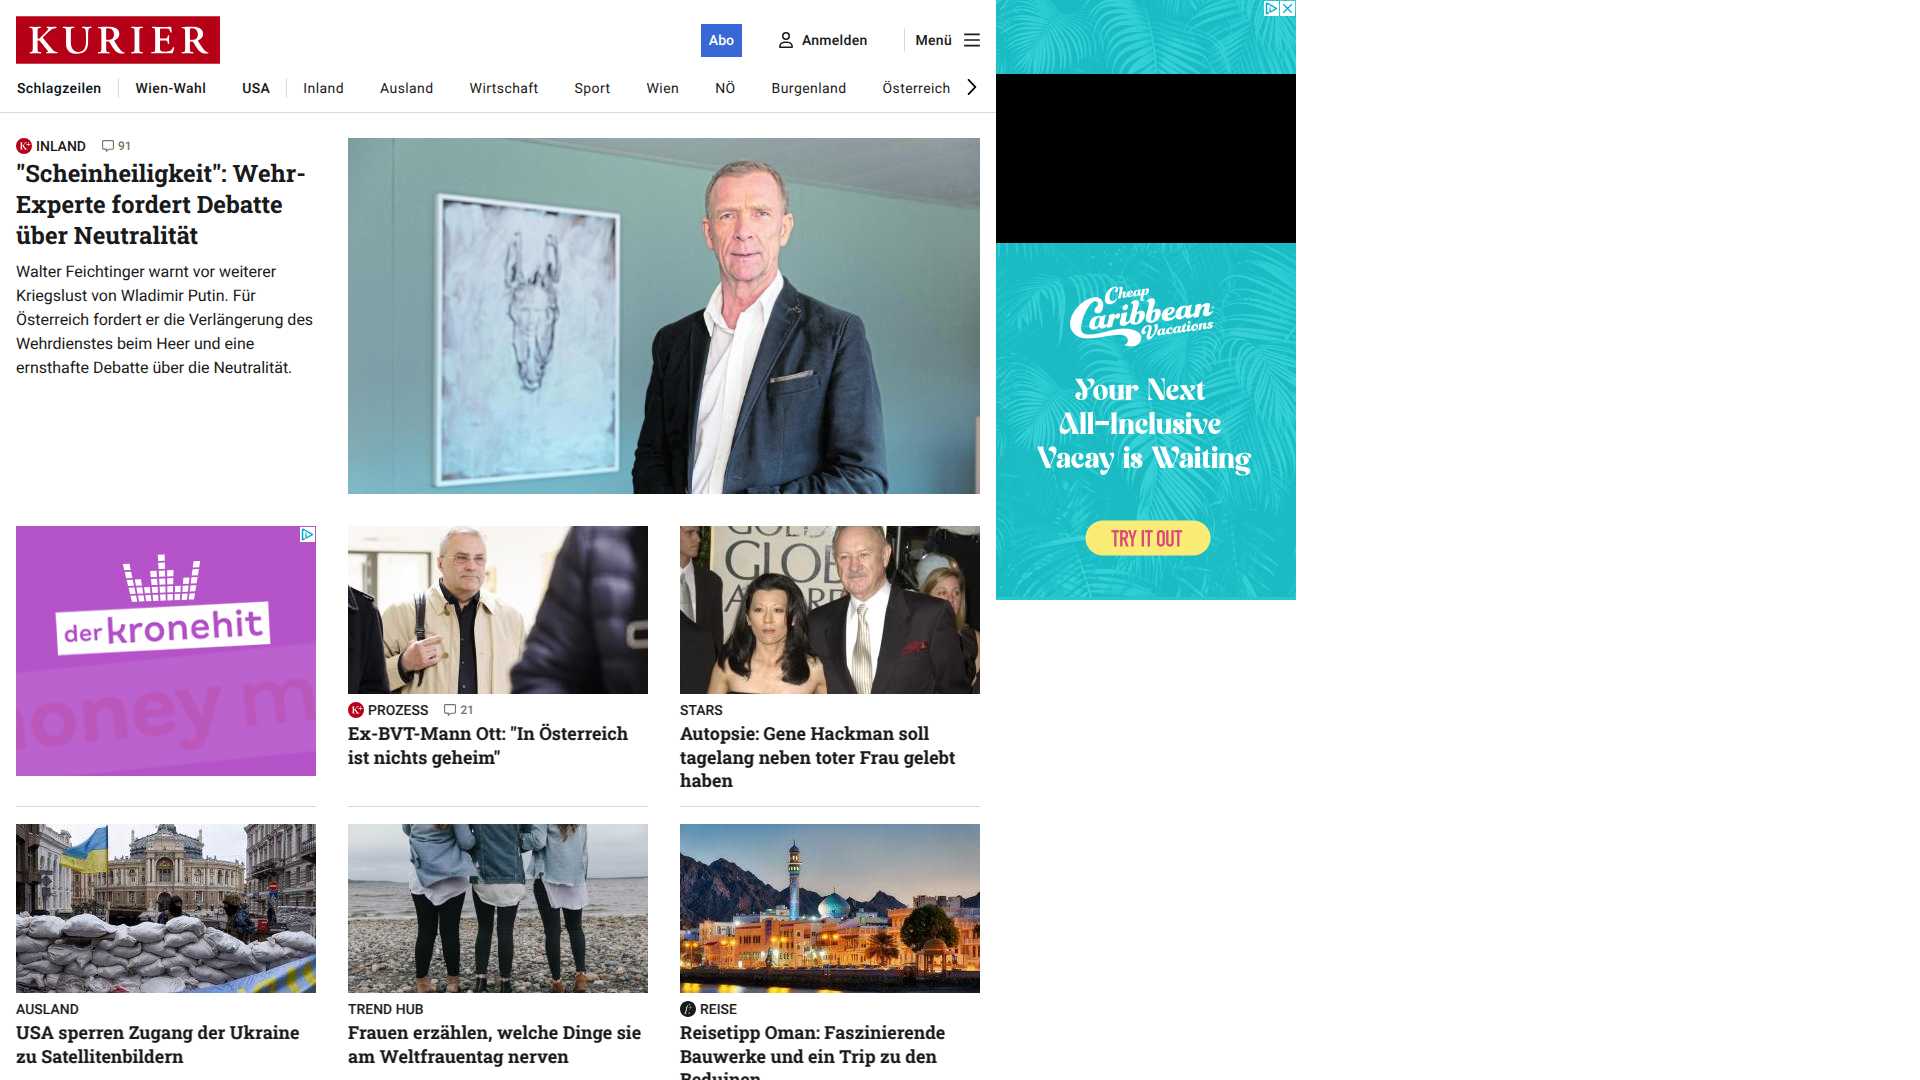 KURIER
Abo
Anmelden
Menü
Schlagzeilen
Wien-Wahl
USA
Inland
Ausland
Wirtschaft
Sport
Wien
NÖ
Burgenland
Österreich
K+ INLAND 91
"Scheinheiligkeit": Wehr-
Experte fordert Debatte
über Neutralität
Walter Feichtinger warnt vor weiterer
Kriegslust von Wladimir Putin. Für
Österreich fordert er die Verlängerung des
Wehrdienstes beim Heer und eine
ernsthafte Debatte über die Neutralität.
Cheap
Caribbean
Vacations
Your Next
All-Inclusive
Vacay is Waiting
TRY IT OUT
der kronehit
money m
GOLD
GLOB
K+ PROZESS 21
Ex-BVT-Mann Ott: "In Österreich
ist nichts geheim"
STARS
Autopsie: Gene Hackman soll
tagelang neben toter Frau gelebt
haben
AUSLAND
USA sperren Zugang der Ukraine
zu Satellitenbildern
TREND HUB
Frauen erzählen, welche Dinge sie
am Weltfrauentag nerven
REISE
Reisetipp Oman: Faszinierende
Bauwerke und ein Trip zu den
Beduinen